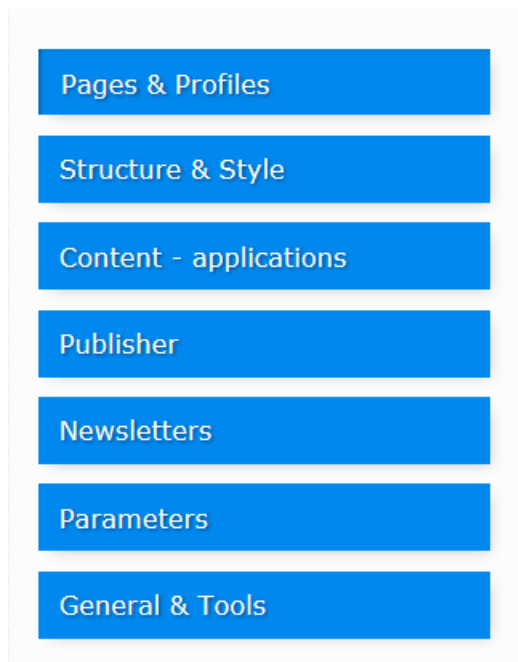 Pages & Profiles
Structure & Style
Content - applications
Publisher
Newsletters
Parameters
General & Tools